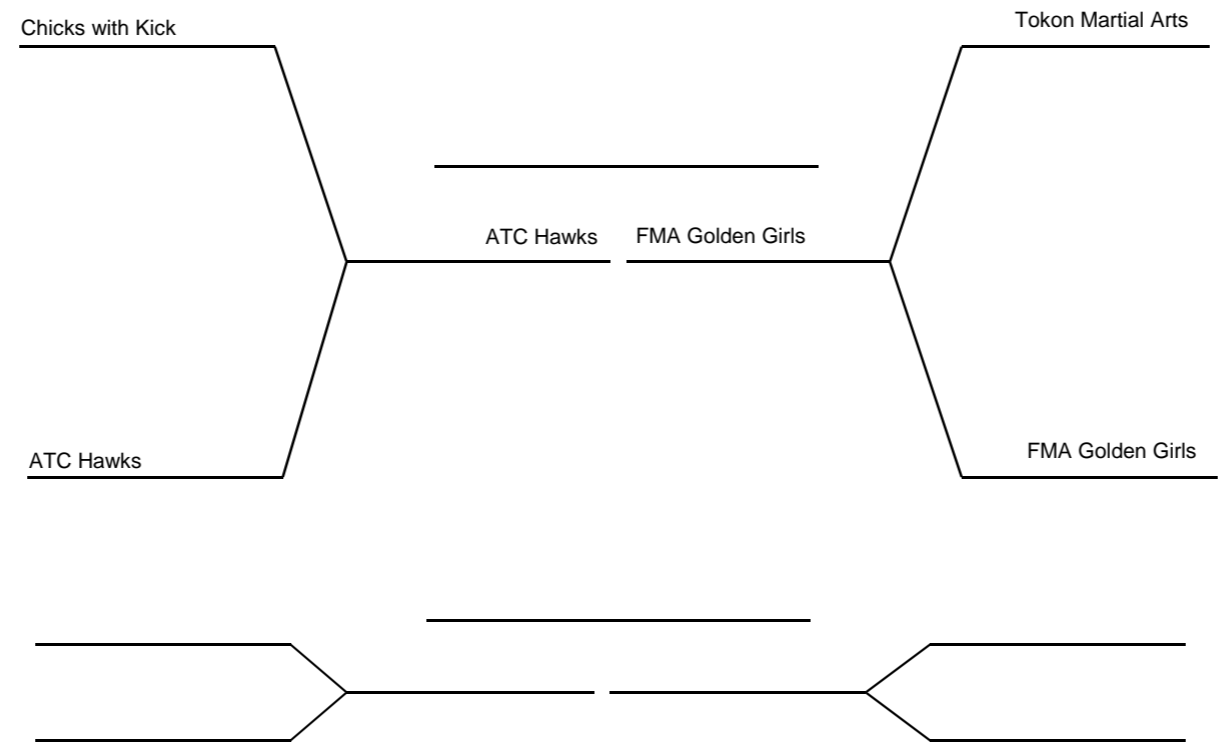 Chicks with Kick
Tokon Martial Arts
ATC Hawks
FMA Golden Girls
ATC Hawks
FMA Golden Girls